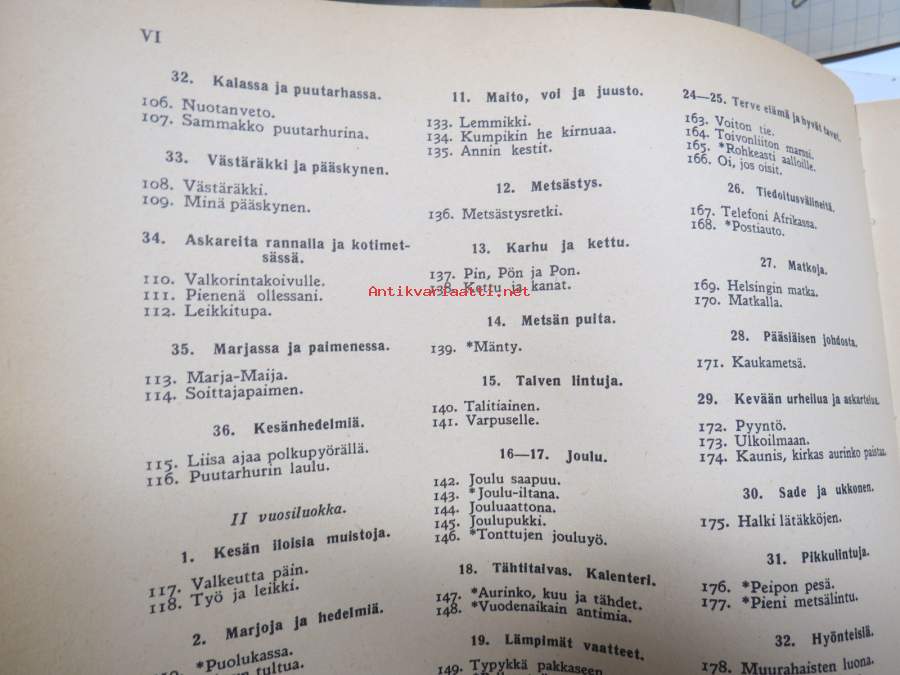 VI
32. Kalassa ja puutarhassa.
106. Nuotanveto.
107. Sammakko puutarhurina.
33. Västäräkki ja pääskynen.
108. Västäräkki.
109. Minä pääskynen.
34. Askareita rannalla ja kotimet-
sässä.
110. Valkorintakoivulle.
111. Pienenä ollessani.
112. Leikkitupa.
35. Marjassa ja paimenessa.
113. Marja-Maija.
114. Soittajapaimen.
36. Kesänhedelmiä.
115. Liisa ajaa polkupyörällä.
116. Puutarhurin laulu.
II vuosiluokka.
1. Kesän iloisia muistoja.
117. Valkeutta päin.
118. Työ ja leikki.
2. Marjoja ja hedelmiä.
*Puolukassa.
tultua.
11. Maito, voi ja juusto.
133. Lemmikki.
134. Kumpikin he kirnuaa.
135. Annin kestit.
12. Metsästys.
136. Metsästysretki.
13. Karhu ja kettu.
137. Pin, Pön ja Pon.
138. Kettu ja kanat.
Antikvariaatti.net
14. Metsän puita.
139. *Mänty.
15. Talven lintuja.
140. Talitiainen.
141. Varpuselle.
16—17. Joulu.
142. Joulu saapuu.
143. *Joulu-iltana.
144. Jouluaattona.
145. Joulupukki.
146. *Tonttujen jouluyö.
18. Tähtitaivas. Kalenteri.
147. *Aurinko, kuu ja tähdet.
148. *Vuodenaikain antimia.
19. Lämpimät vaatteet.
149. Typykkä pakkaseen.
24—25. Terve elämä ja hyvät tavat.
163. Voiton tie.
164. Toivonliiton marssi.
165. *Rohkeasti aalloille.
166. Oi, jos oisit.
26. Tiedoitusvälineitä.
167. Telefoni Afrikassa.
168. *Postiauto.
27. Matkoja.
169. Helsingin matka.
170. Matkalla.
28. Pääsiäisen johdosta.
171. Kaukametsä.
29. Kevään urheilua ja askartelua.
172. Pyyntö.
173. Ulkoilmaan.
174. Kaunis, kirkas aurinko paistaa.
30. Sade ja ukkonen.
175. Halki lätäkköjen.
31. Pikkulintuja.
176. *Peipon pesä.
177. *Pieni metsälintu.
32. Hyönteisiä.
178. Muurahaisten luona.